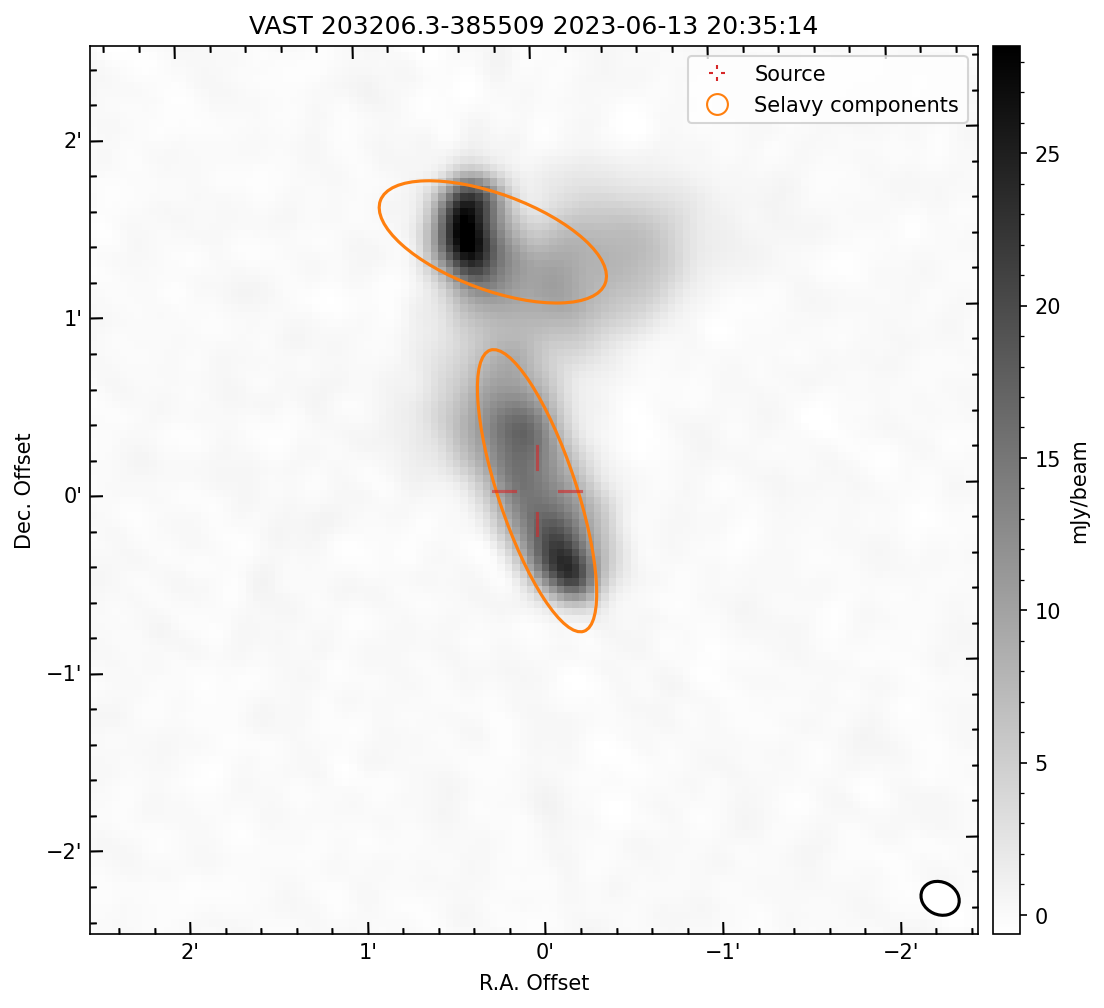 VAST 203206.3-385509 2023-06-13 20:35:14
Source
Selavy components
2'
1'
0'
−1'
−2'
2'
1'
0'
−1'
−2'
R.A. Offset
Dec. Offset
25
20
15
10
5
0
mJy/beam